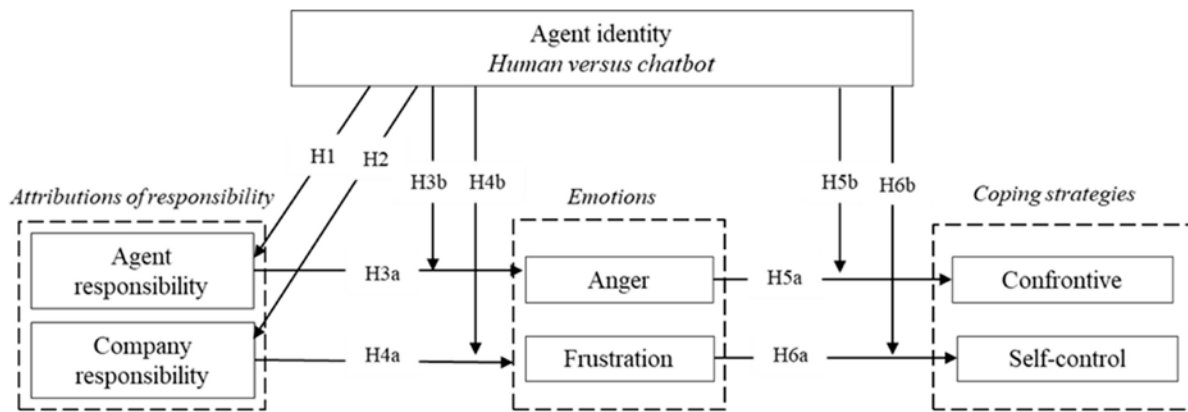 Agent identity
Human versus chatbot
H1
H2
H3b
H4b
H5b
H6b
Attributions of responsibility
Emotions
Coping strategies
Agent
responsibility
H3a
Anger
H5a
Confrontive
Company
responsibility
H4a
Frustration
H6a
Self-control